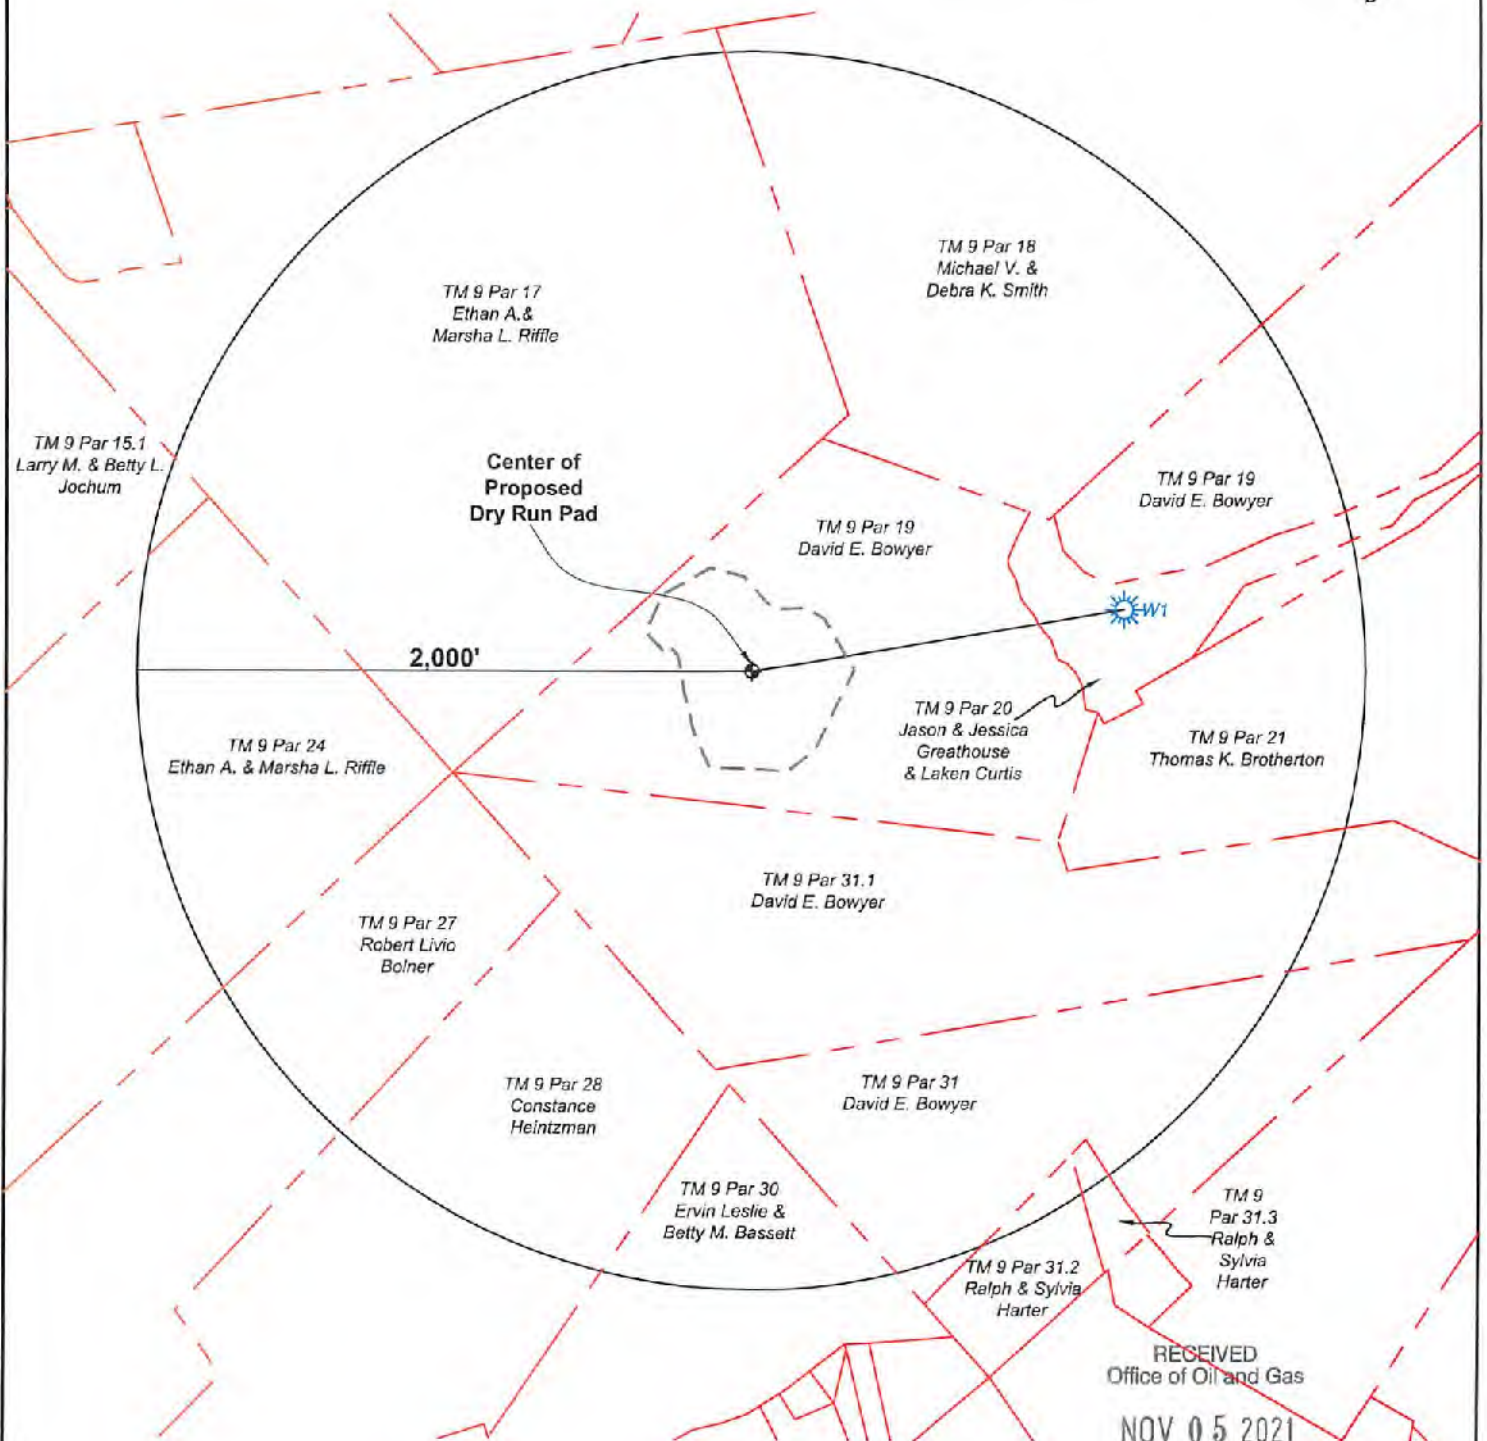 TM 9 Par 18
Michael V. &
Debra K. Smith
TM 9 Par 17
Ethan A.&
Marsha L. Riffle
TM 9 Par 15.1
Larry M. & Betty L.
Jochum
Center of
Proposed
Dry Run Pad
TM 9 Par 19
David E. Bowyer
TM 9 Par 19
David E. Bowyer
W1
2,000'
TM 9 Par 20
Jason & Jessica
Greathouse
& Laken Curtis
TM 9 Par 21
Thomas K. Brotherton
TM 9 Par 24
Ethan A. & Marsha L. Riffle
TM 9 Par 31.1
David E. Bowyer
TM 9 Par 27
Robert Livio
Bolner
TM 9 Par 28
Constance
Heintzman
TM 9 Par 31
David E. Bowyer
TM 9 Par 30
Ervin Leslie &
Betty M. Bassett
TM 9
Par 31.3
Ralph &
Sylvia
Harter
TM 9 Par 31.2
Ralph & Sylvia
Harter
RECEIVED
Office of Oil and Gas
NOV 05 2021